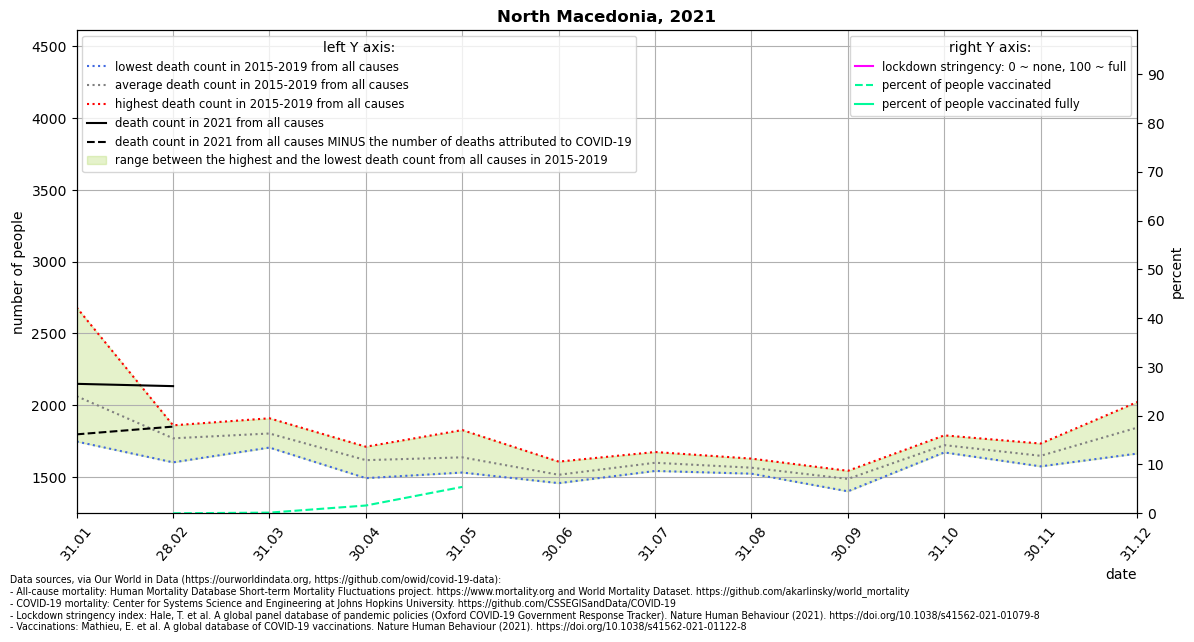 North Macedonia, 2021
left Y axis:
lowest death count in 2015-2019 from all causes
average death count in 2015-2019 from all causes
highest death count in 2015-2019 from all causes
death count in 2021 from all causes
death count in 2021 from all causes MINUS the number of deaths attributed to COVID-19
range between the highest and the lowest death count from all causes in 2015-2019
right Y axis:
lockdown stringency: 0 ~ none, 100 ~ full
percent of people vaccinated
percent of people vaccinated fully
number of people
4500
4000
3500
3000
2500
2000
1500
percent
90
80
70
60
50
40
30
20
10
0
31.01
28.02
31.03
30.04
31.05
30.06
31.07
31.08
30.09
31.10
30.11
31.12
date
Data sources, via Our World in Data (https://ourworldindata.org, https://github.com/owid/covid-19-data):
- All-cause mortality: Human Mortality Database Short-term Mortality Fluctuations project. https://www.mortality.org and World Mortality Dataset. https://github.com/akarlinsky/world_mortality
- COVID-19 mortality: Center for Systems Science and Engineering at Johns Hopkins University. https://github.com/CSSEGISandData/COVID-19
- Lockdown stringency index: Hale, T. et al. A global panel database of pandemic policies (Oxford COVID-19 Government Response Tracker). Nature Human Behaviour (2021). https://doi.org/10.1038/s41562-021-01079-8
- Vaccinations: Mathieu, E. et al. A global database of COVID-19 vaccinations. Nature Human Behaviour (2021). https://doi.org/10.1038/s41562-021-01122-8